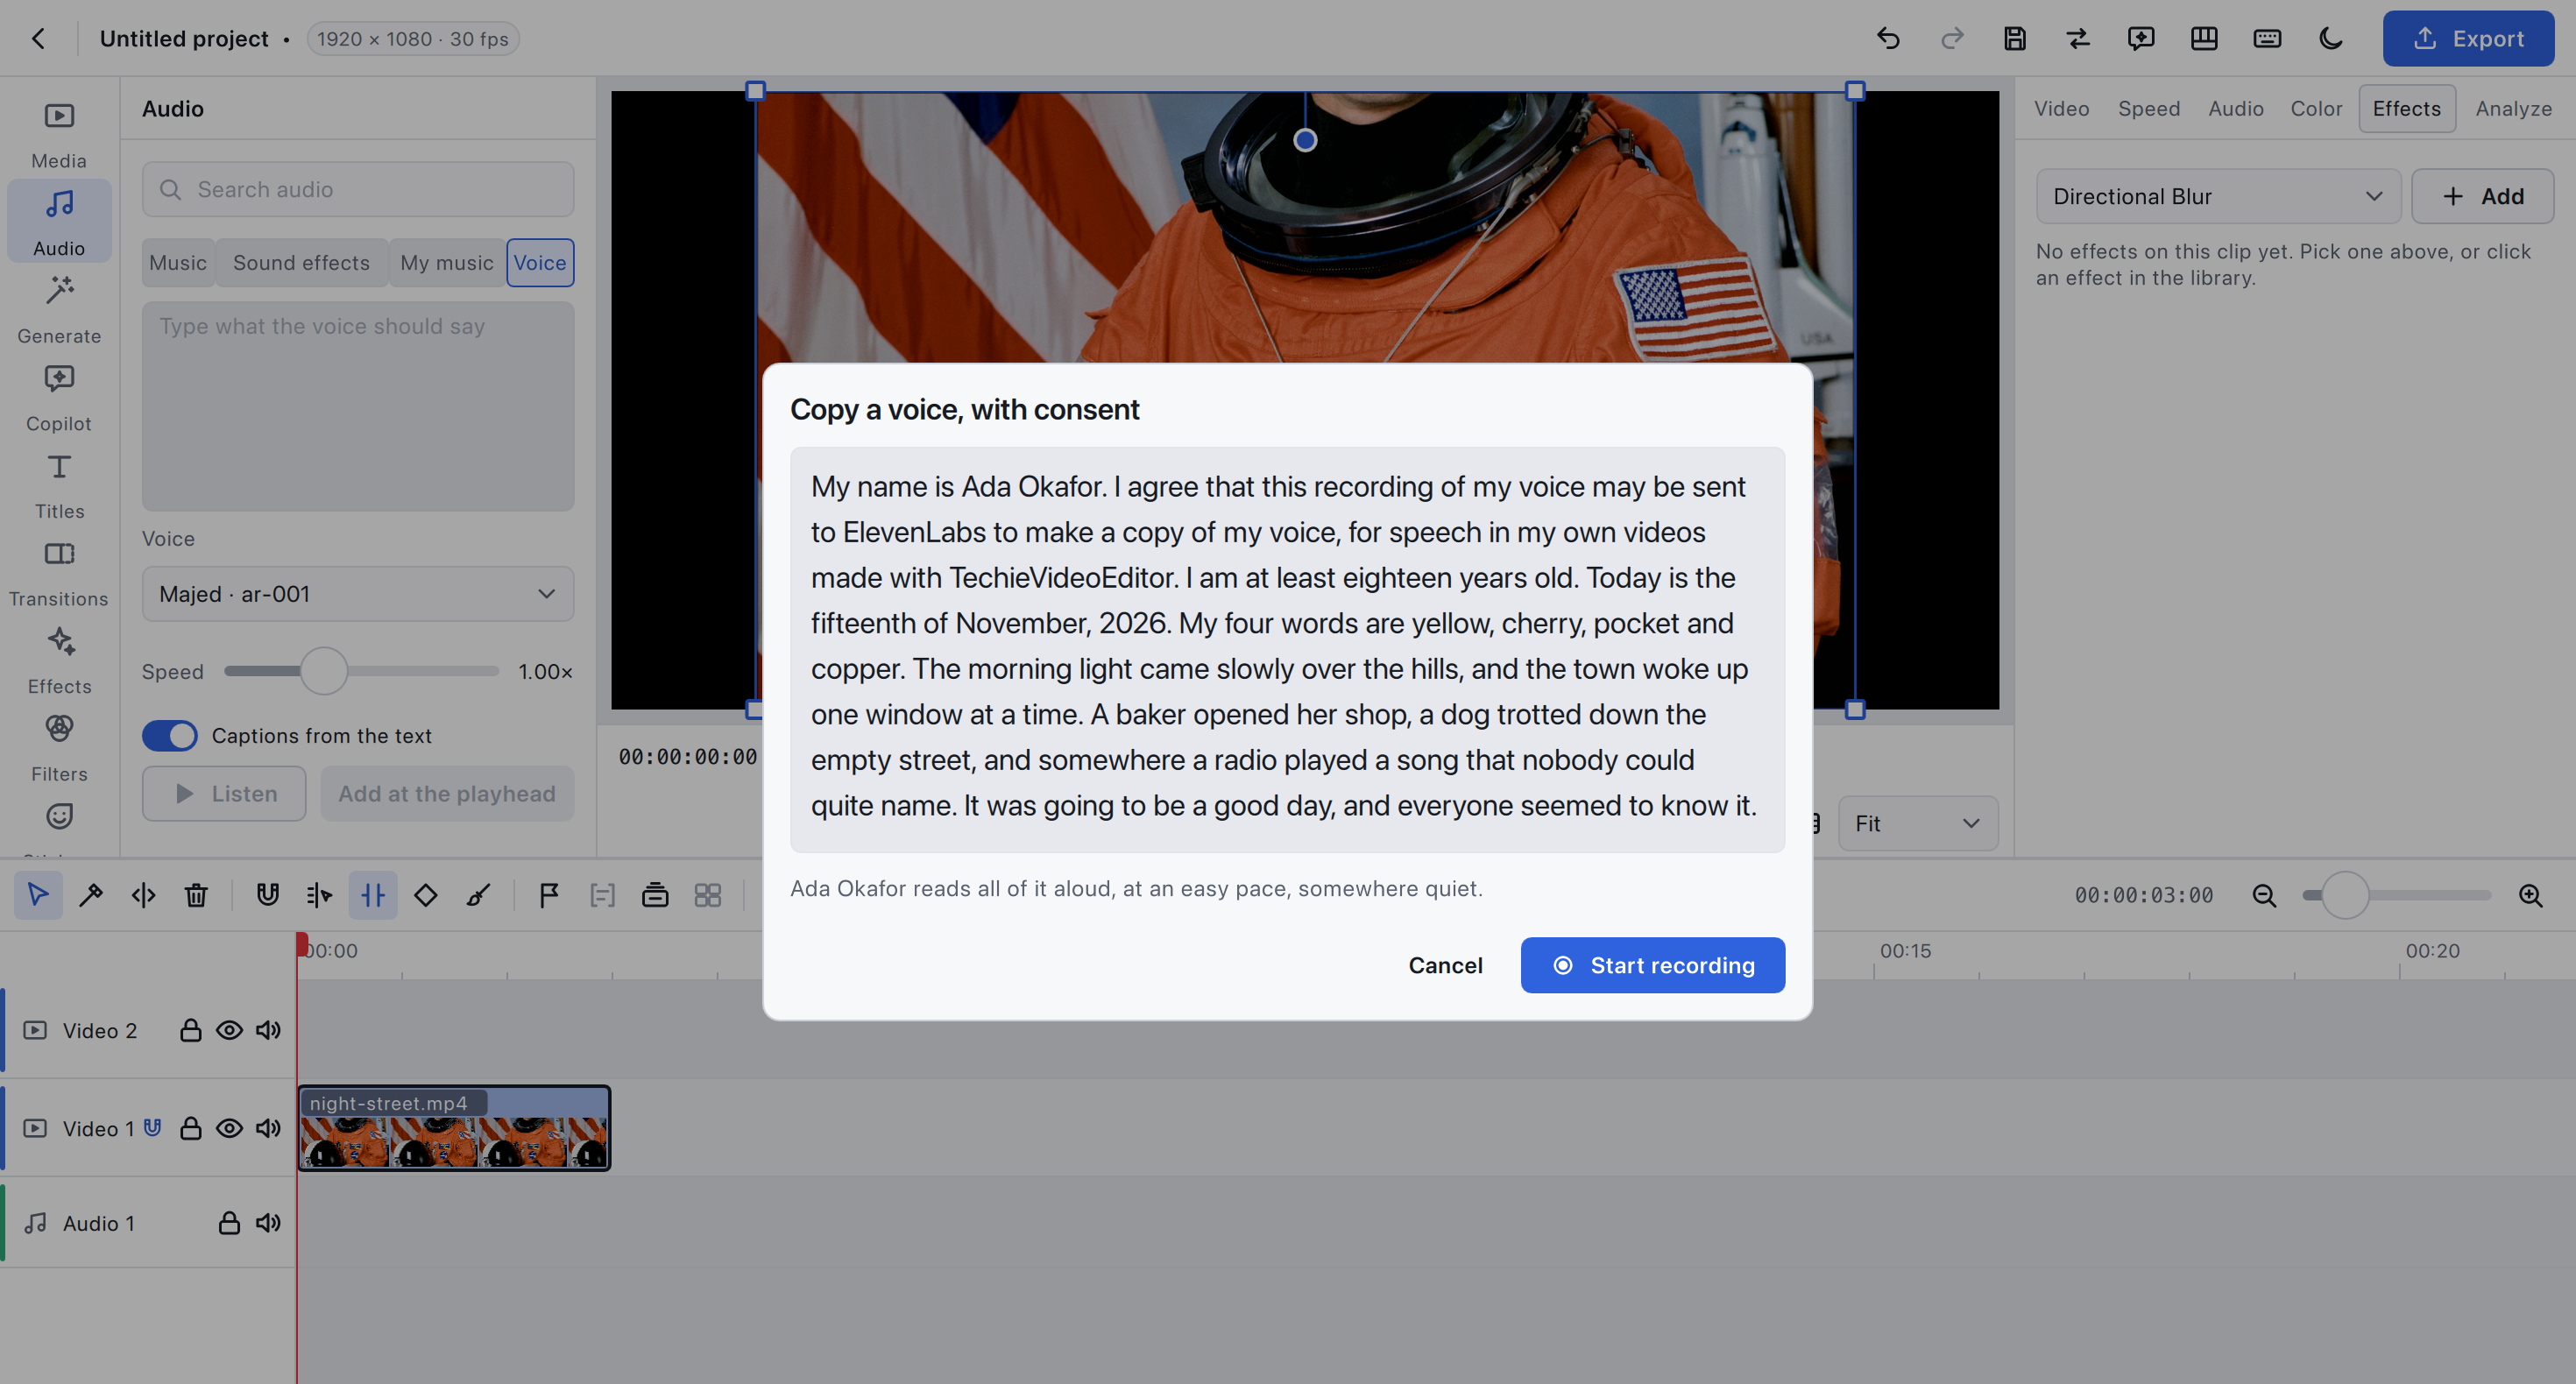 Untitled project •
1920 × 1080 · 30 fps
Export
Media
Audio
Generate
Copilot
Titles
Transitions
Effects
Filters
Audio
Search audio
Music
Sound effects
My music
Voice
Type what the voice should say
Voice
Majed · ar-001
Speed
1.00×
Captions from the text
Listen
Add at the playhead
USA
00:00:00:00
Fit
Video
Speed
Audio
Color
Effects
Analyze
Directional Blur
Add
No effects on this clip yet. Pick one above, or click
an effect in the library.
Copy a voice, with consent
My name is Ada Okafor. I agree that this recording of my voice may be sent
to ElevenLabs to make a copy of my voice, for speech in my own videos
made with TechieVideoEditor. I am at least eighteen years old. Today is the
fifteenth of November, 2026. My four words are yellow, cherry, pocket and
copper. The morning light came slowly over the hills, and the town woke up
one window at a time. A baker opened her shop, a dog trotted down the
empty street, and somewhere a radio played a song that nobody could
quite name. It was going to be a good day, and everyone seemed to know it.
Ada Okafor reads all of it aloud, at an easy pace, somewhere quiet.
Cancel
Start recording
00:00:03:00
00:00
00:15
00:20
Video 2
Video 1
night-street.mp4
Audio 1